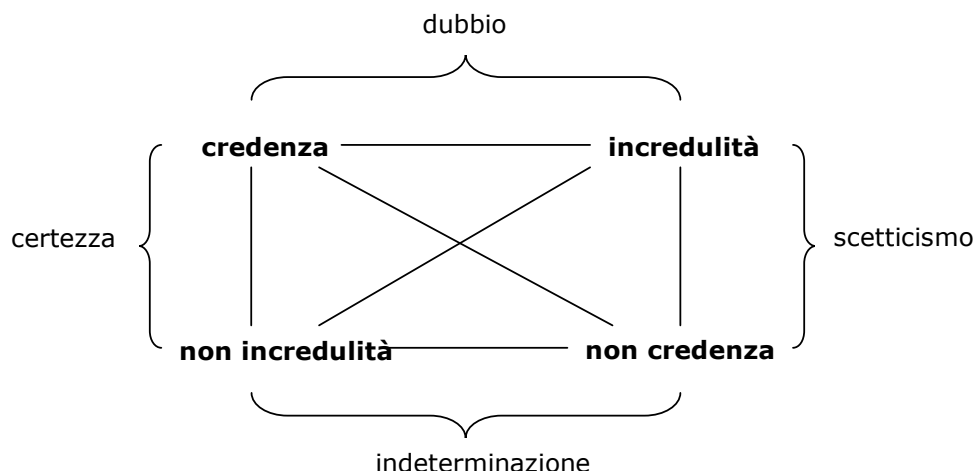 dubbio
credenza incredulità
certezza scetticismo
non incredulità non credenza
indeterminazione